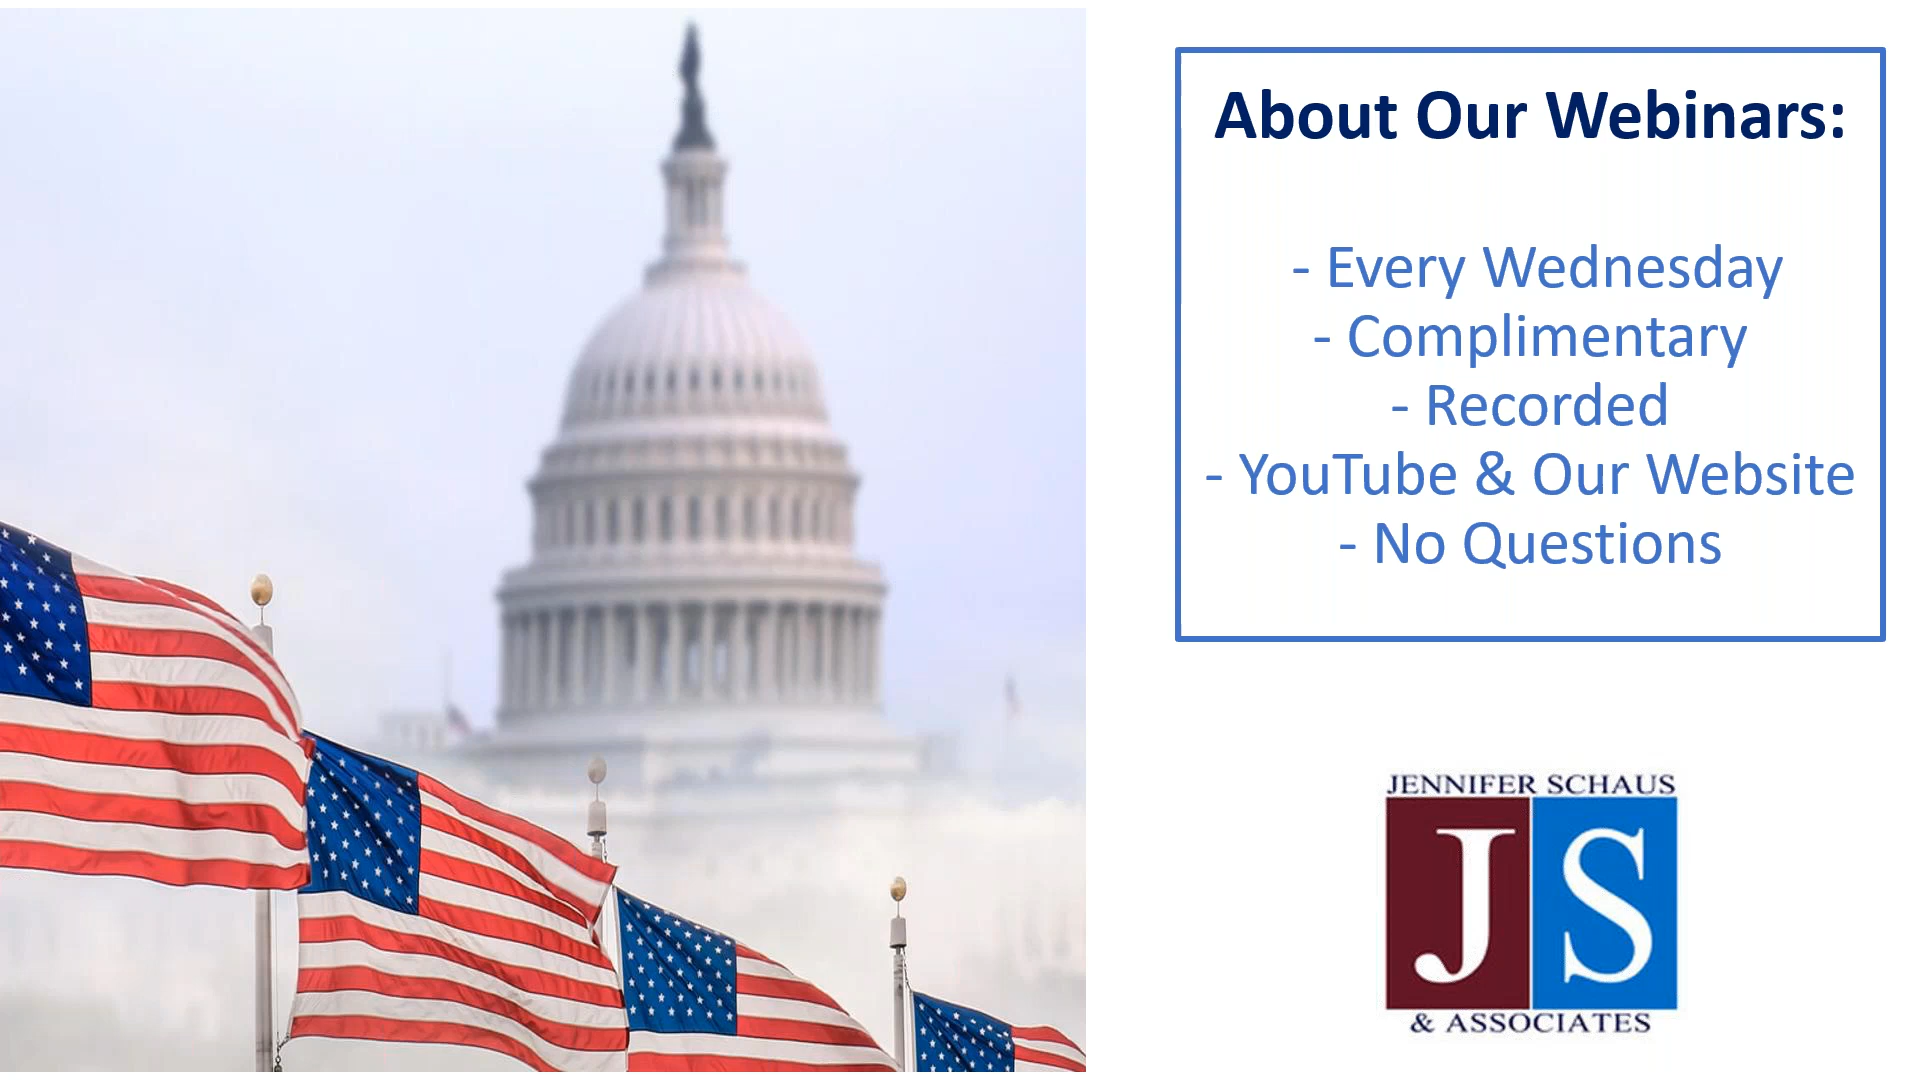 About Our Webinars:
- Every Wednesday
- Complimentary
- Recorded
- YouTube & Our Website
- No Questions
JENNIFER SCHAUS
JS
& ASSOCIATES